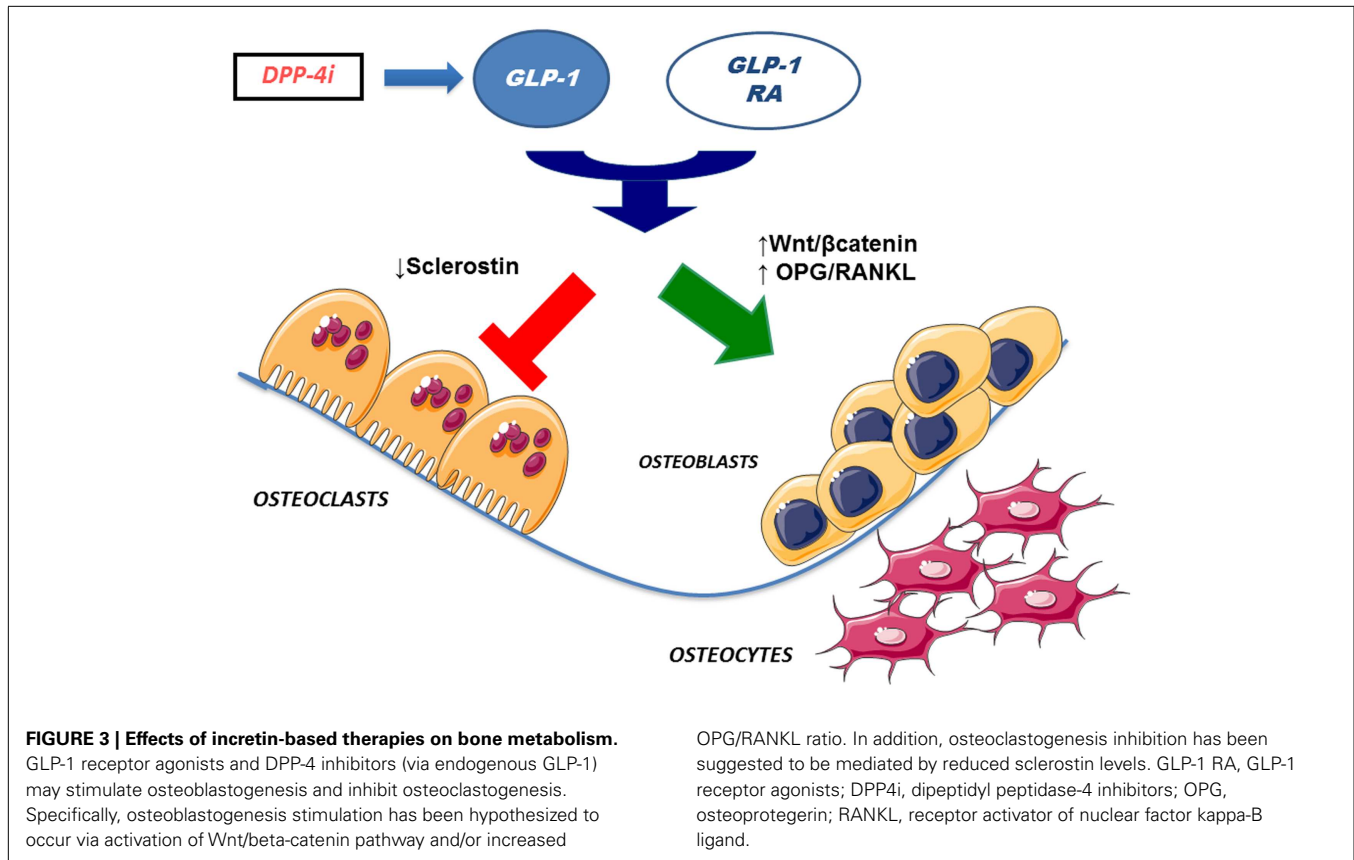 DPP-4i
GLP-1
GLP-1
RA
↓Sclerostin
↑Wnt/βcatenin
↑ OPG/RANKL
OSTEOCLASTS
OSTEOBLASTS
OSTEOCYTES
FIGURE 3 | Effects of incretin-based therapies on bone metabolism.
GLP-1 receptor agonists and DPP-4 inhibitors (via endogenous GLP-1)
may stimulate osteoblastogenesis and inhibit osteoclastogenesis.
Specifically, osteoblastogenesis stimulation has been hypothesized to
occur via activation of Wnt/beta-catenin pathway and/or increased
OPG/RANKL ratio. In addition, osteoclastogenesis inhibition has been
suggested to be mediated by reduced sclerostin levels. GLP-1 RA, GLP-1
receptor agonists; DPP4i, dipeptidyl peptidase-4 inhibitors; OPG,
osteoprotegerin; RANKL, receptor activator of nuclear factor kappa-B
ligand.